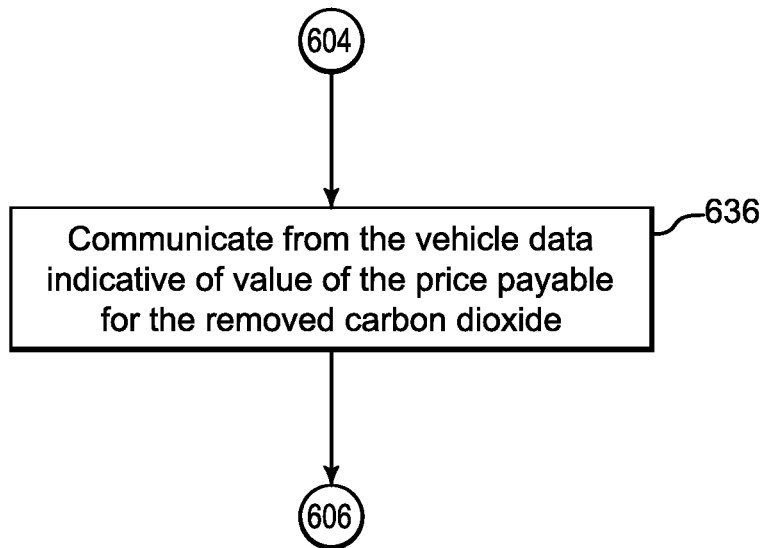 604
636
Communicate from the vehicle data
indicative of value of the price payable
for the removed carbon dioxide
606